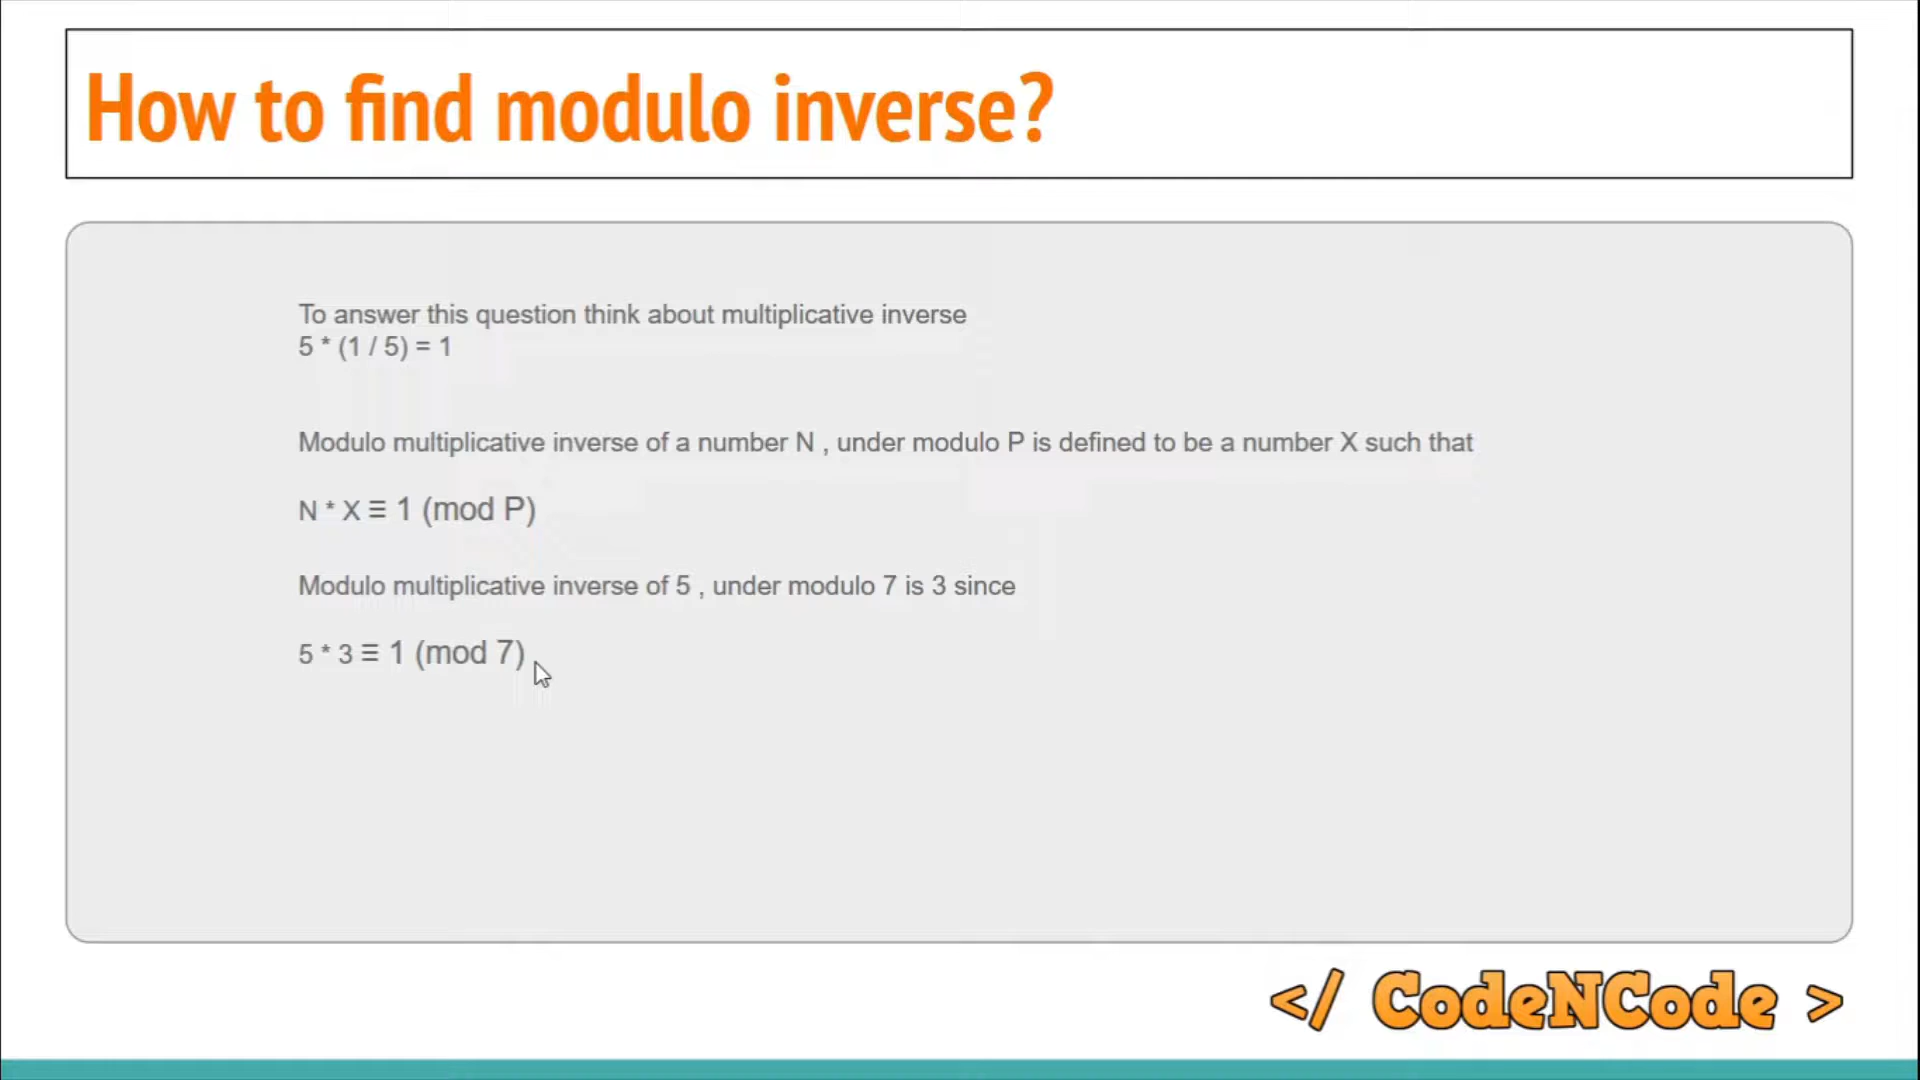 How to find modulo inverse?
To answer this question think about multiplicative inverse
5 * (1 / 5) = 1
Modulo multiplicative inverse of a number N , under modulo P is defined to be a number X such that
N * X ≡ 1 (mod P)
Modulo multiplicative inverse of 5 , under modulo 7 is 3 since
5 * 3 ≡ 1 (mod 7)
</ CodeNCode >